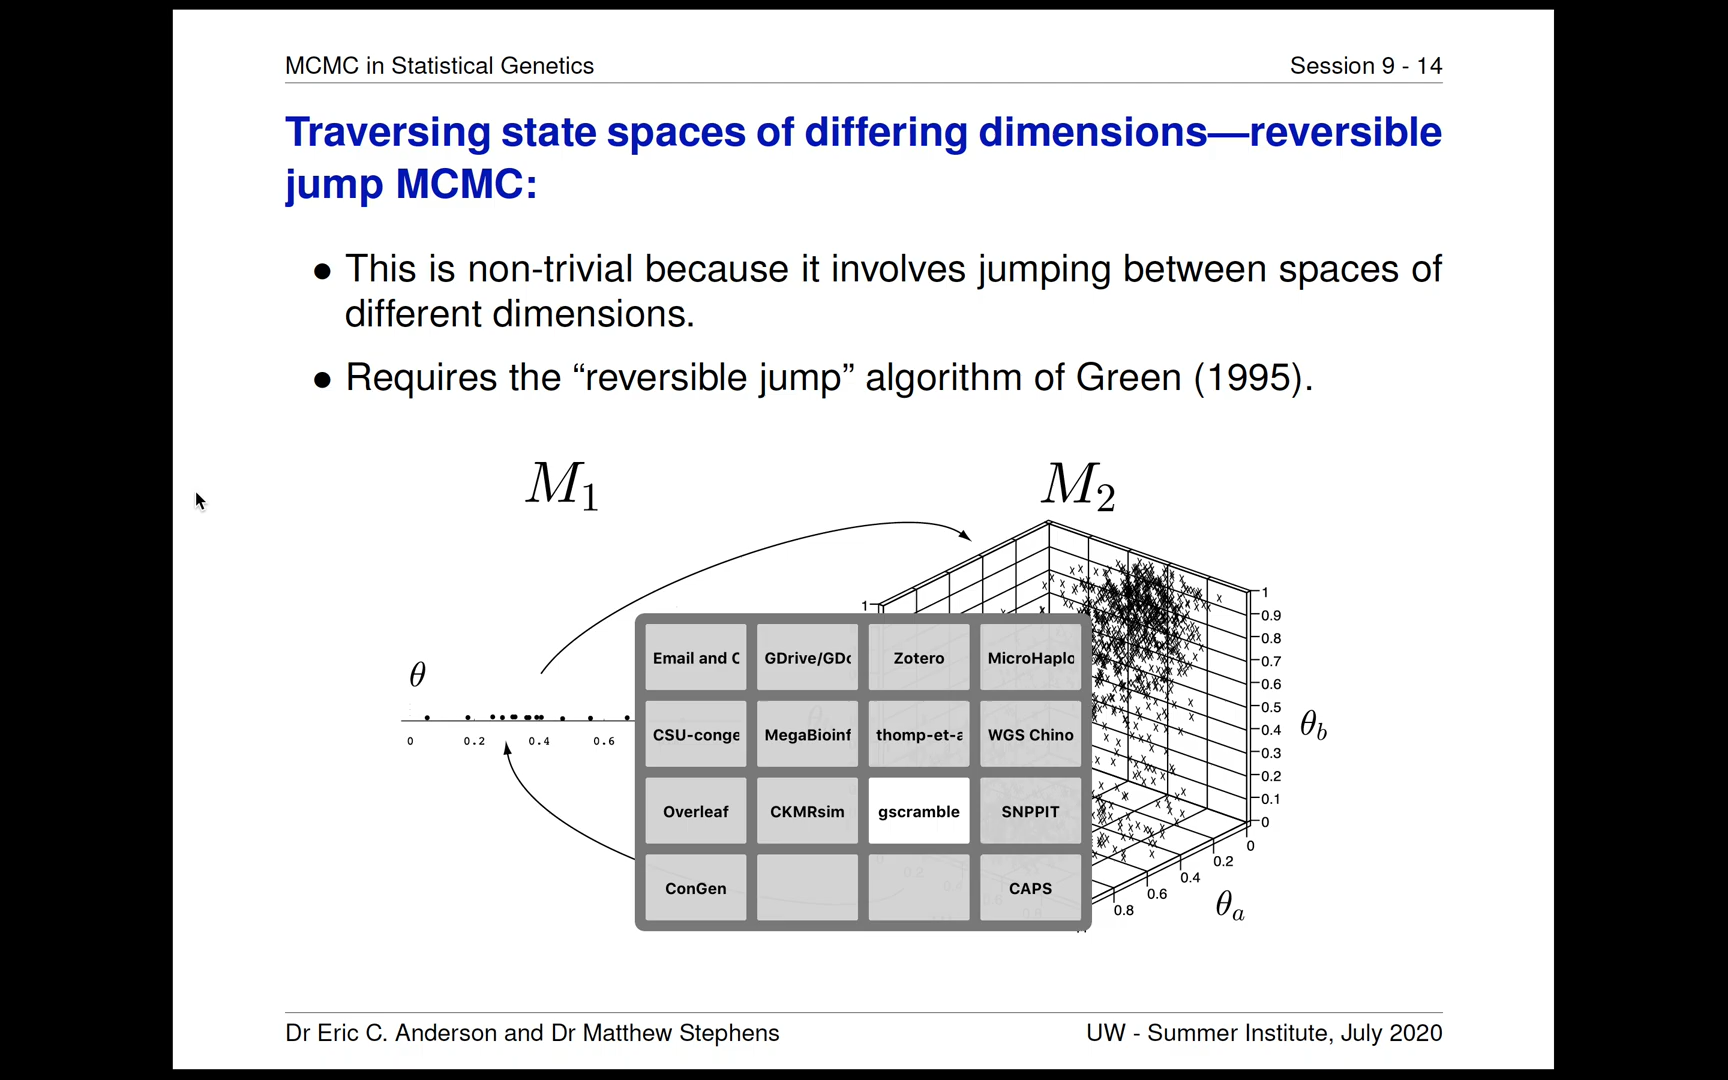 MCMC in Statistical Genetics
Session 9 - 14
Traversing state spaces of differing dimensions—reversible
jump MCMC:
● This is non-trivial because it involves jumping between spaces of
different dimensions.
● Requires the “reversible jump” algorithm of Green (1995).
M1
M2
θ
0 0.2 0.4 0.6
1
1
0.9
0.8
0.7
0.6
0.5
0.4
0.3
0.2
0.1
0
θb
0
0.2
0.4
0.6
0.8
θa
Email and C
GDrive/GDo
Zotero
MicroHaplo
CSU-conge
MegaBioinf
thomp-et-a
WGS Chino
Overleaf
CKMRsim
gscramble
SNPPIT
ConGen
CAPS
Dr Eric C. Anderson and Dr Matthew Stephens
UW - Summer Institute, July 2020